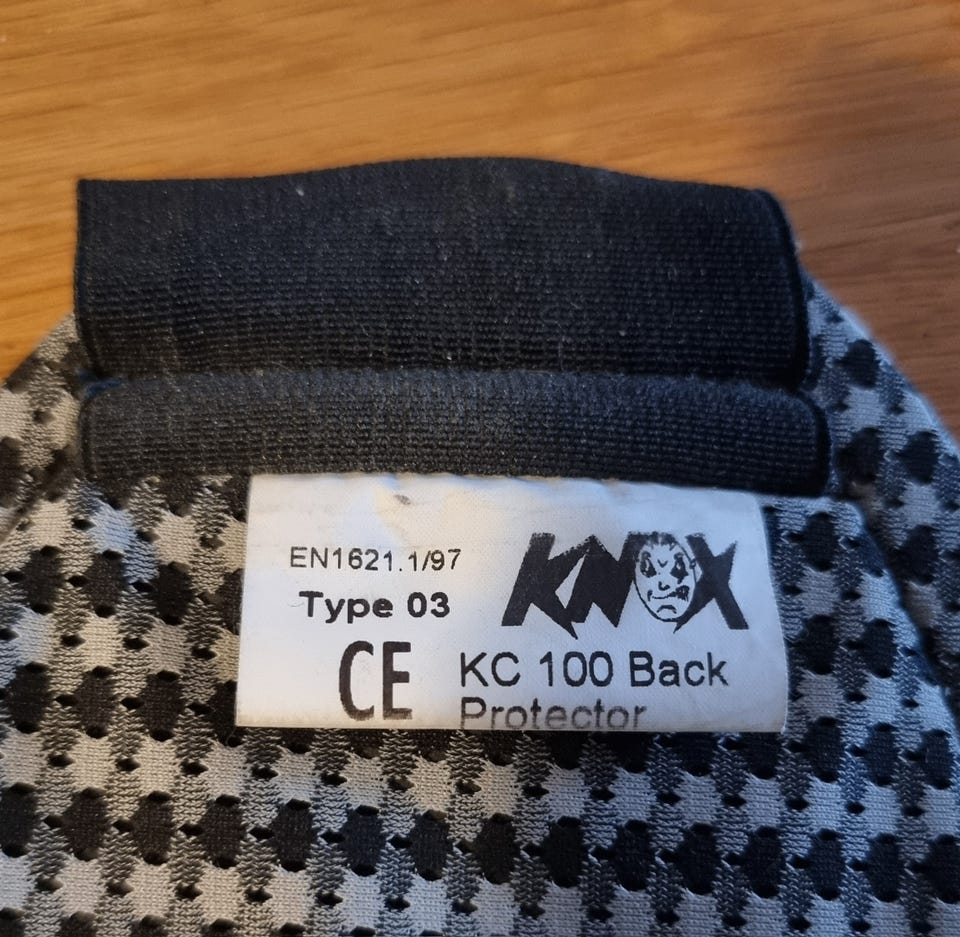 EN1621.1/97
Type 03
CE
KNOX
KC 100 Back
Protector